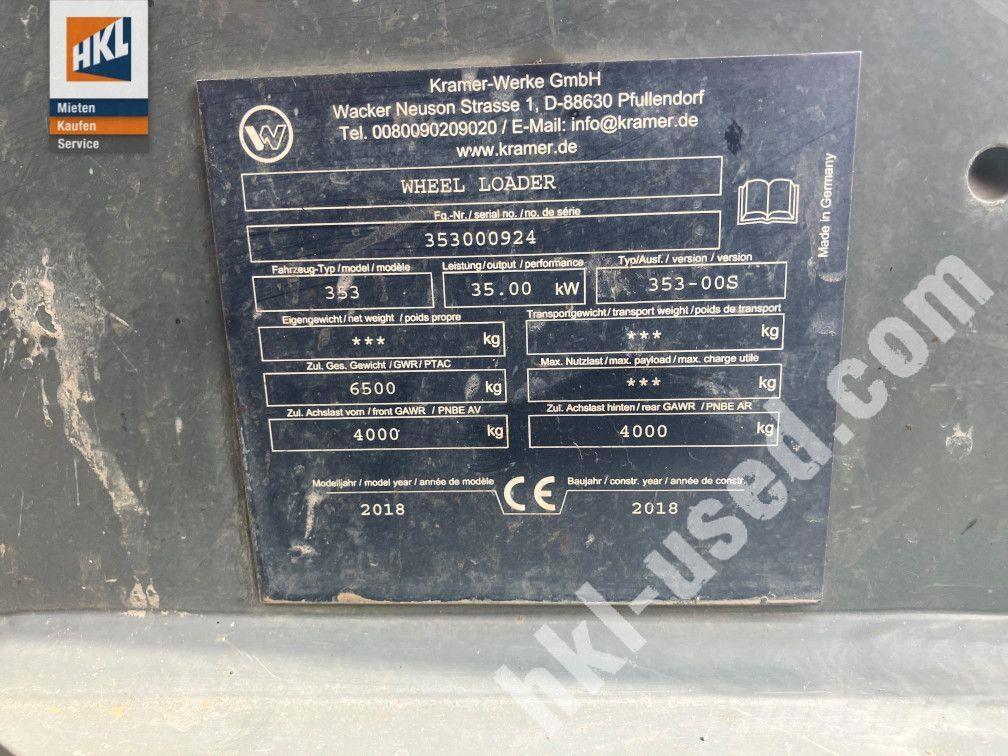 HKL
Mieten
Kaufen
Service
Kramer-Werke GmbH
Wacker Neuson Strasse 1, D-88630 Pfullendorf
Tel. 0080090209020 / E-Mail: info@kramer.de
www.kramer.de
W
WHEEL LOADER
Fg.-Nr./ serial no. / no. de série
353000924
Made in Germany
Fahrzeug-Typ / model / modèle Leistung / output / performance Typ/Ausf. / version / version
353 35.00 kW 353-00S
Eigengewicht / net weight / poids propre Transportgewicht / transport weight / poids de transport
*** kg *** kg
Zul. Ges. Gewicht / GWR / PTAC Max. Nutzlast / max. payload / max. charge utile
6500 kg *** kg
Zul. Achslast vorn / front GAWR / PNBE AV Zul. Achslast hinten / rear GAWR / PNBE AR
4000 kg 4000 kg
Modelljahr / model year / année de modèle CE Baujahr / constr. year / année de constr.
2018 2018
hkl-used.com